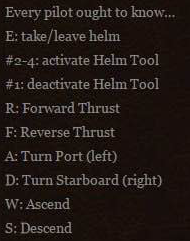 Every pilot ought to know...
E: take/leave helm
#2-4: activate Helm Tool
#1: deactivate Helm Tool
R: Forward Thrust
F: Reverse Thrust
A: Turn Port (left)
D: Turn Starboard (right)
W: Ascend
S: Descend